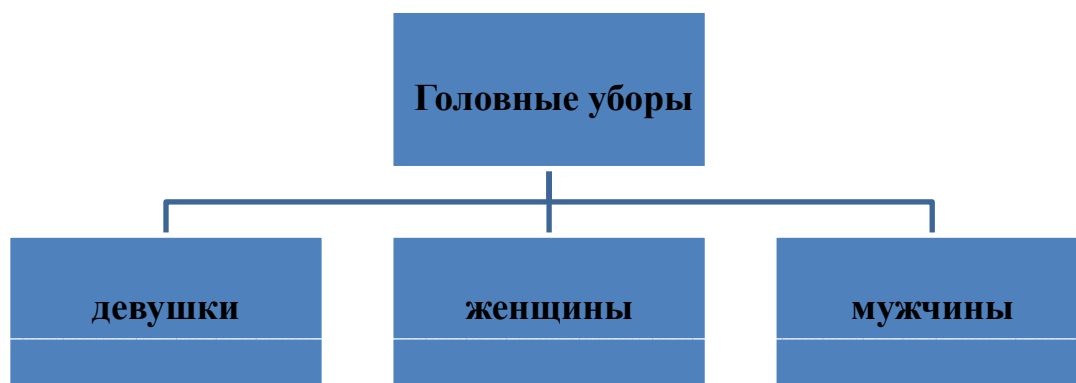 Головные уборы
девушки
женщины
мужчины